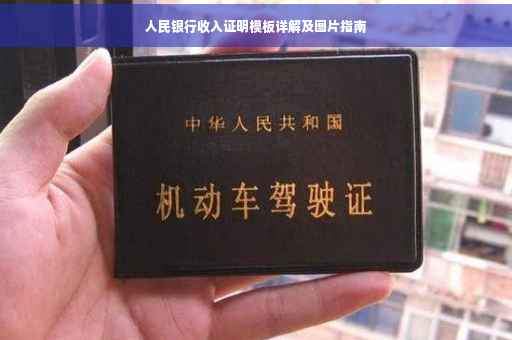 人民银行收入证明模板详解及图片指南
中华人民共和国
机动车驾驶证